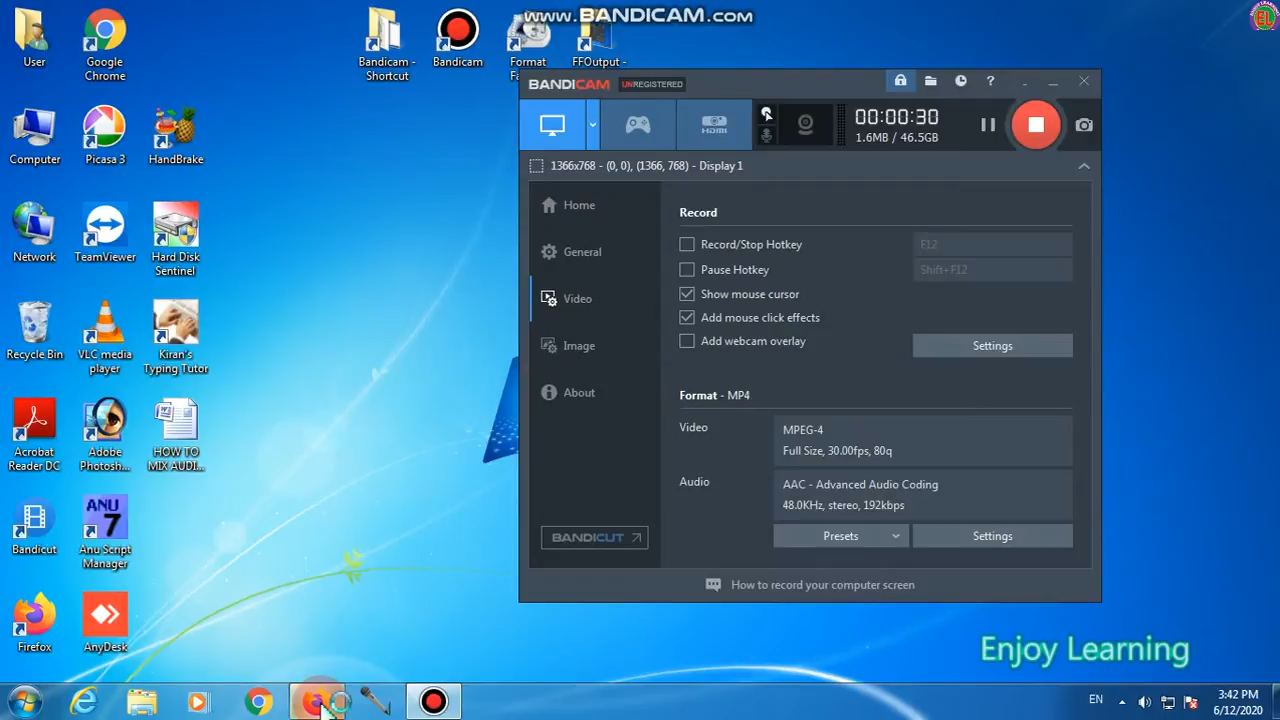 www.BANDICAM.com
EL
User
Google
Chrome
Bandicam -
Shortcut
Bandicam
Format
FFOutput -
Computer
Picasa 3
HandBrake
Network
TeamViewer
Hard Disk
Sentinel
Recycle Bin
VLC media
player
Kiran's
Typing Tutor
Acrobat
Reader DC
Adobe
Photosh...
HOW TO
MIX AUDI...
Bandicut
ANU
7
Anu Script
Manager
Firefox
AnyDesk
BANDICAM UNREGISTERED
?
HDMI
00:00:30
1.6MB / 46.5GB
1366x768 - (0, 0), (1366, 768) - Display 1
Home
General
Video
Image
About
BANDICUT
Record
Record/Stop Hotkey F12
Pause Hotkey Shift+F12
Show mouse cursor
Add mouse click effects
Add webcam overlay Settings
Format - MP4
Video MPEG-4
Full Size, 30.00fps, 80q
Audio AAC - Advanced Audio Coding
48.0KHz, stereo, 192kbps
Presets Settings
How to record your computer screen
Enjoy Learning
EN
3:42 PM
6/12/2020